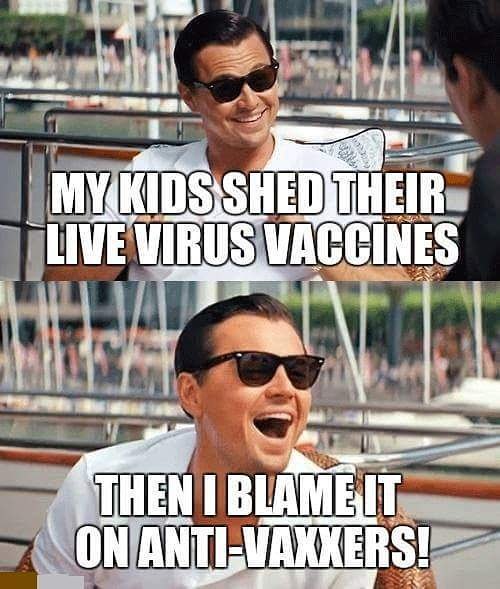 MY KIDS SHED THEIR
LIVE VIRUS VACCINES
THEN I BLAME IT
ON ANTI-VAXXERS!